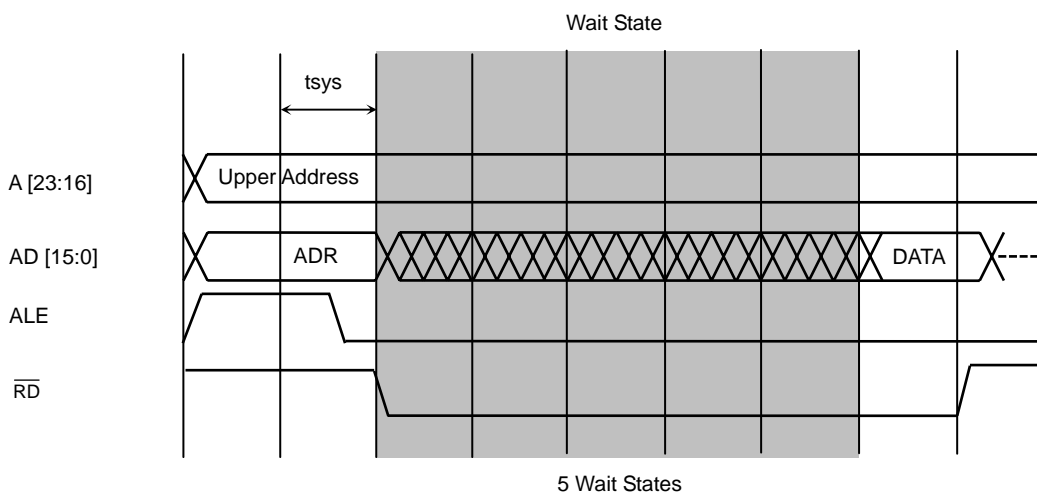 Wait State
tsys
A [23:16]
Upper Address
AD [15:0]
ADR
DATA
ALE
RD
5 Wait States